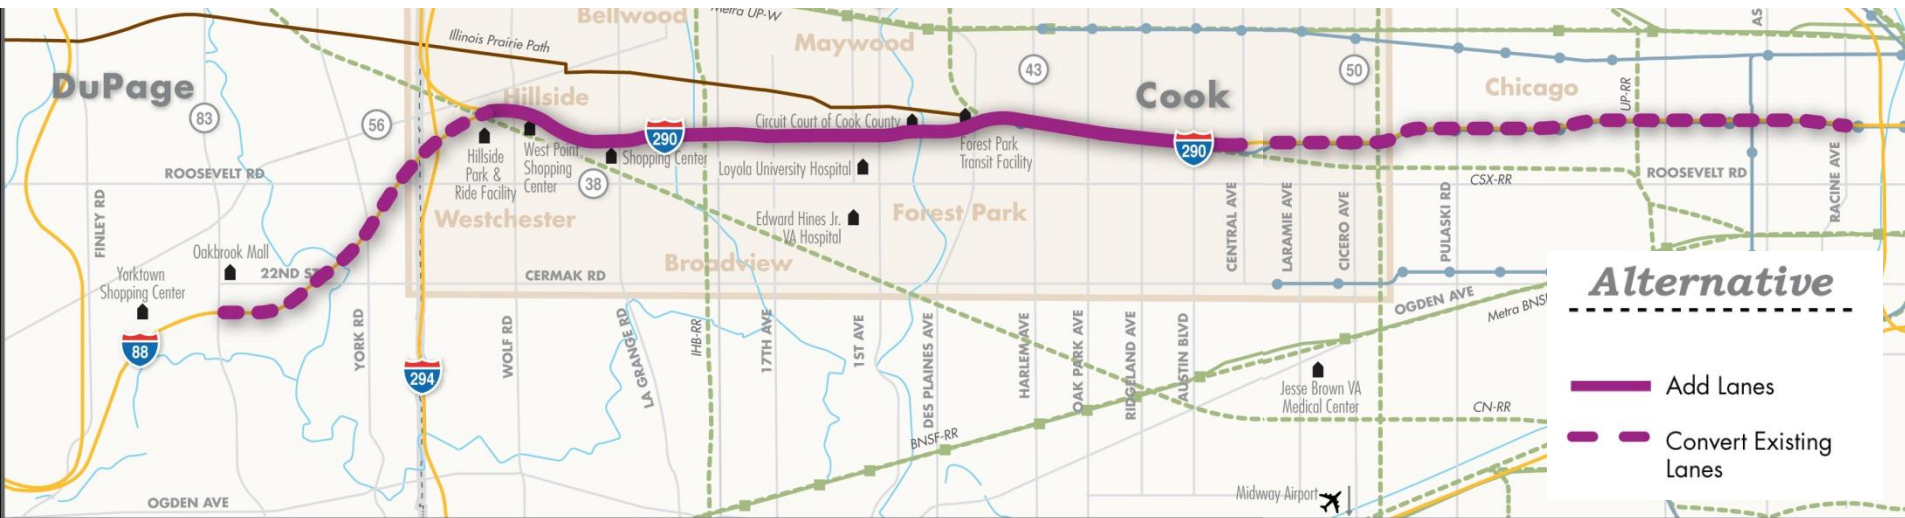 Bellwood
Metra UP-W
AS
Illinois Prairie Path
Maywood
43
50
DuPage
Cook
Chicago
UP-RR
83
56
Hillside
Circuit Court of Cook County
290
290
Hillside
Park &
Ride Facility
West Point
Shopping
Center
Shopping Center
Forest Park
Transit Facility
Loyola University Hospital
38
ROOSEVELT RD
CSX-RR
ROOSEVELT RD
RACINE AVE
FINLEY RD
Westchester
Edward Hines Jr.
VA Hospital
Forest Park
CENTRAL AVE
LARAMIE AVE
CICERO AVE
PULASKI RD
Oakbrook Mall
22ND ST
Yorktown
Shopping Center
CERMAK RD
Broadview
88
294
YORK RD
WOLF RD
LA GRANGE RD
IHB-RR
17TH AVE
1ST AVE
DES PLAINES AVE
HARLEM AVE
OAK PARK AVE
RIDGELAND AVE
AUSTIN BLVD
OGDEN AVE
Metra BNSF
Jesse Brown VA
Medical Center
CN-RR
BNSF-RR
Midway Airport
OGDEN AVE
Alternative
Add Lanes
Convert Existing
Lanes